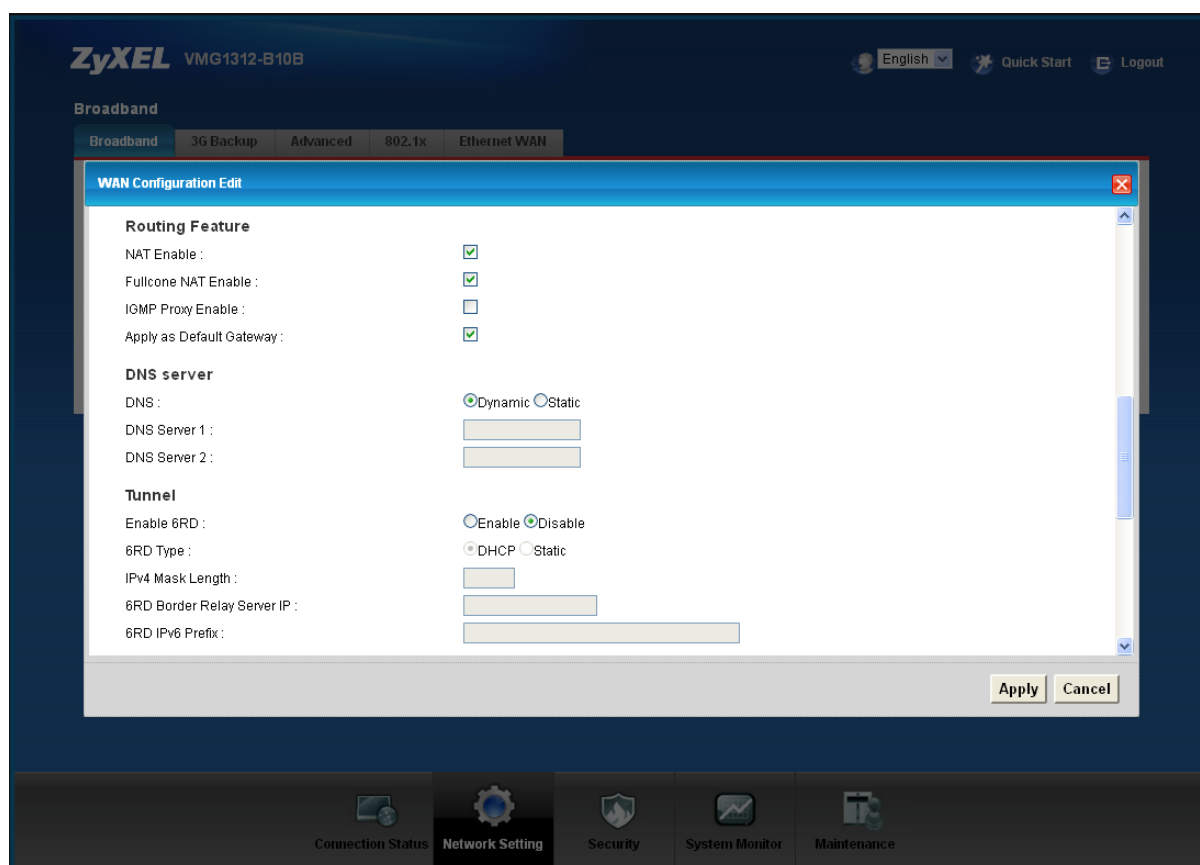 ZyXEL VMG1312-B10B
English Quick Start Logout
Broadband
Broadband 3G Backup Advanced 802.1x Ethernet WAN
WAN Configuration Edit
Routing Feature
NAT Enable :
Fullcone NAT Enable :
IGMP Proxy Enable :
Apply as Default Gateway :
DNS server
DNS : Dynamic Static
DNS Server 1 :
DNS Server 2 :
Tunnel
Enable 6RD : Enable Disable
6RD Type : DHCP Static
IPv4 Mask Length :
6RD Border Relay Server IP :
6RD IPv6 Prefix :
Apply Cancel
Connection Status Network Setting Security System Monitor Maintenance